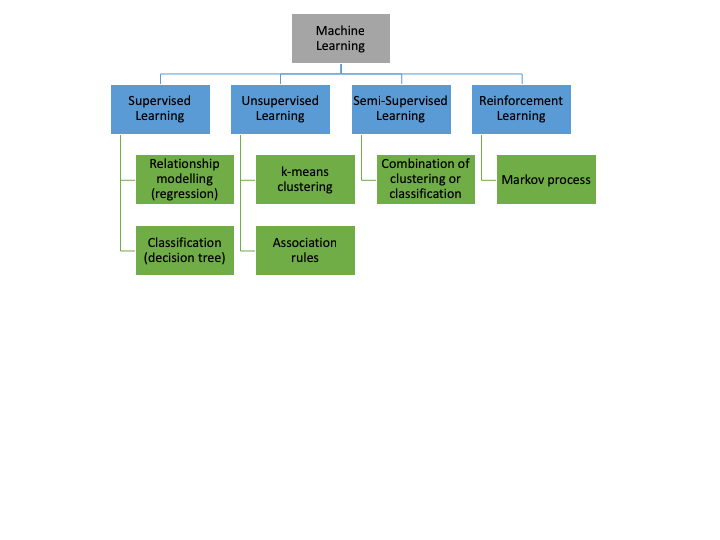 Machine
Learning
Supervised
Learning
Unsupervised
Learning
Semi-Supervised
Learning
Reinforcement
Learning
Relationship
modelling
(regression)
k-means
clustering
Combination of
clustering or
classification
Markov process
Classification
(decision tree)
Association
rules